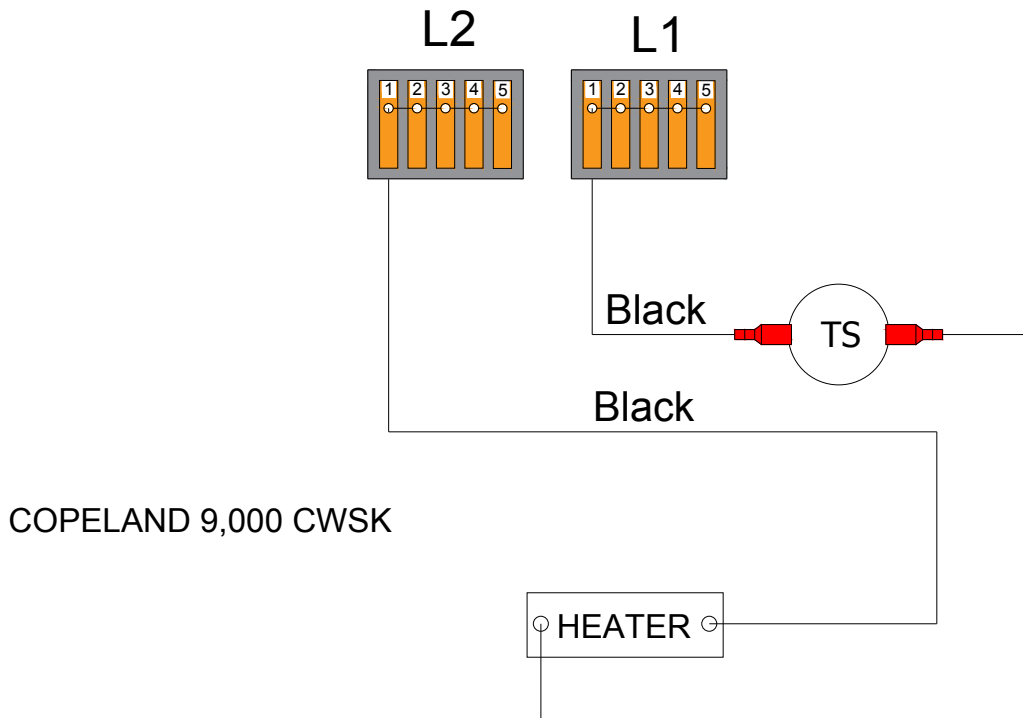 L2 L1
1 2 3 4 5 1 2 3 4 5
Black
TS
Black
COPELAND 9,000 CWSK
HEATER